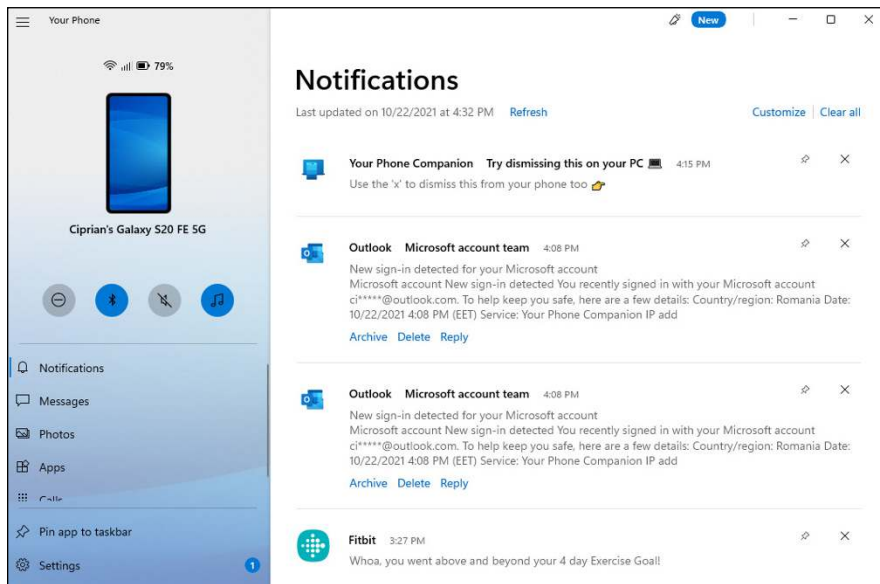 Your Phone
New
79%
Ciprian's Galaxy S20 FE 5G
Notifications
Messages
Photos
Apps
Calls
Pin app to taskbar
Settings
1
Notifications
Last updated on 10/22/2021 at 4:32 PM Refresh
Customize Clear all
Your Phone Companion Try dismissing this on your PC 💻 4:15 PM
Use the 'x' to dismiss this from your phone too 👉
Outlook Microsoft account team 4:08 PM
New sign-in detected for your Microsoft account
Microsoft account New sign-in detected You recently signed in with your Microsoft account
ci*****@outlook.com. To help keep you safe, here are a few details: Country/region: Romania Date:
10/22/2021 4:08 PM (EET) Service: Your Phone Companion IP add
Archive Delete Reply
Outlook Microsoft account team 4:08 PM
New sign-in detected for your Microsoft account
Microsoft account New sign-in detected You recently signed in with your Microsoft account
ci*****@outlook.com. To help keep you safe, here are a few details: Country/region: Romania Date:
10/22/2021 4:08 PM (EET) Service: Your Phone Companion IP add
Archive Delete Reply
Fitbit 3:27 PM
Whoa, you went above and beyond your 4 day Exercise Goal!